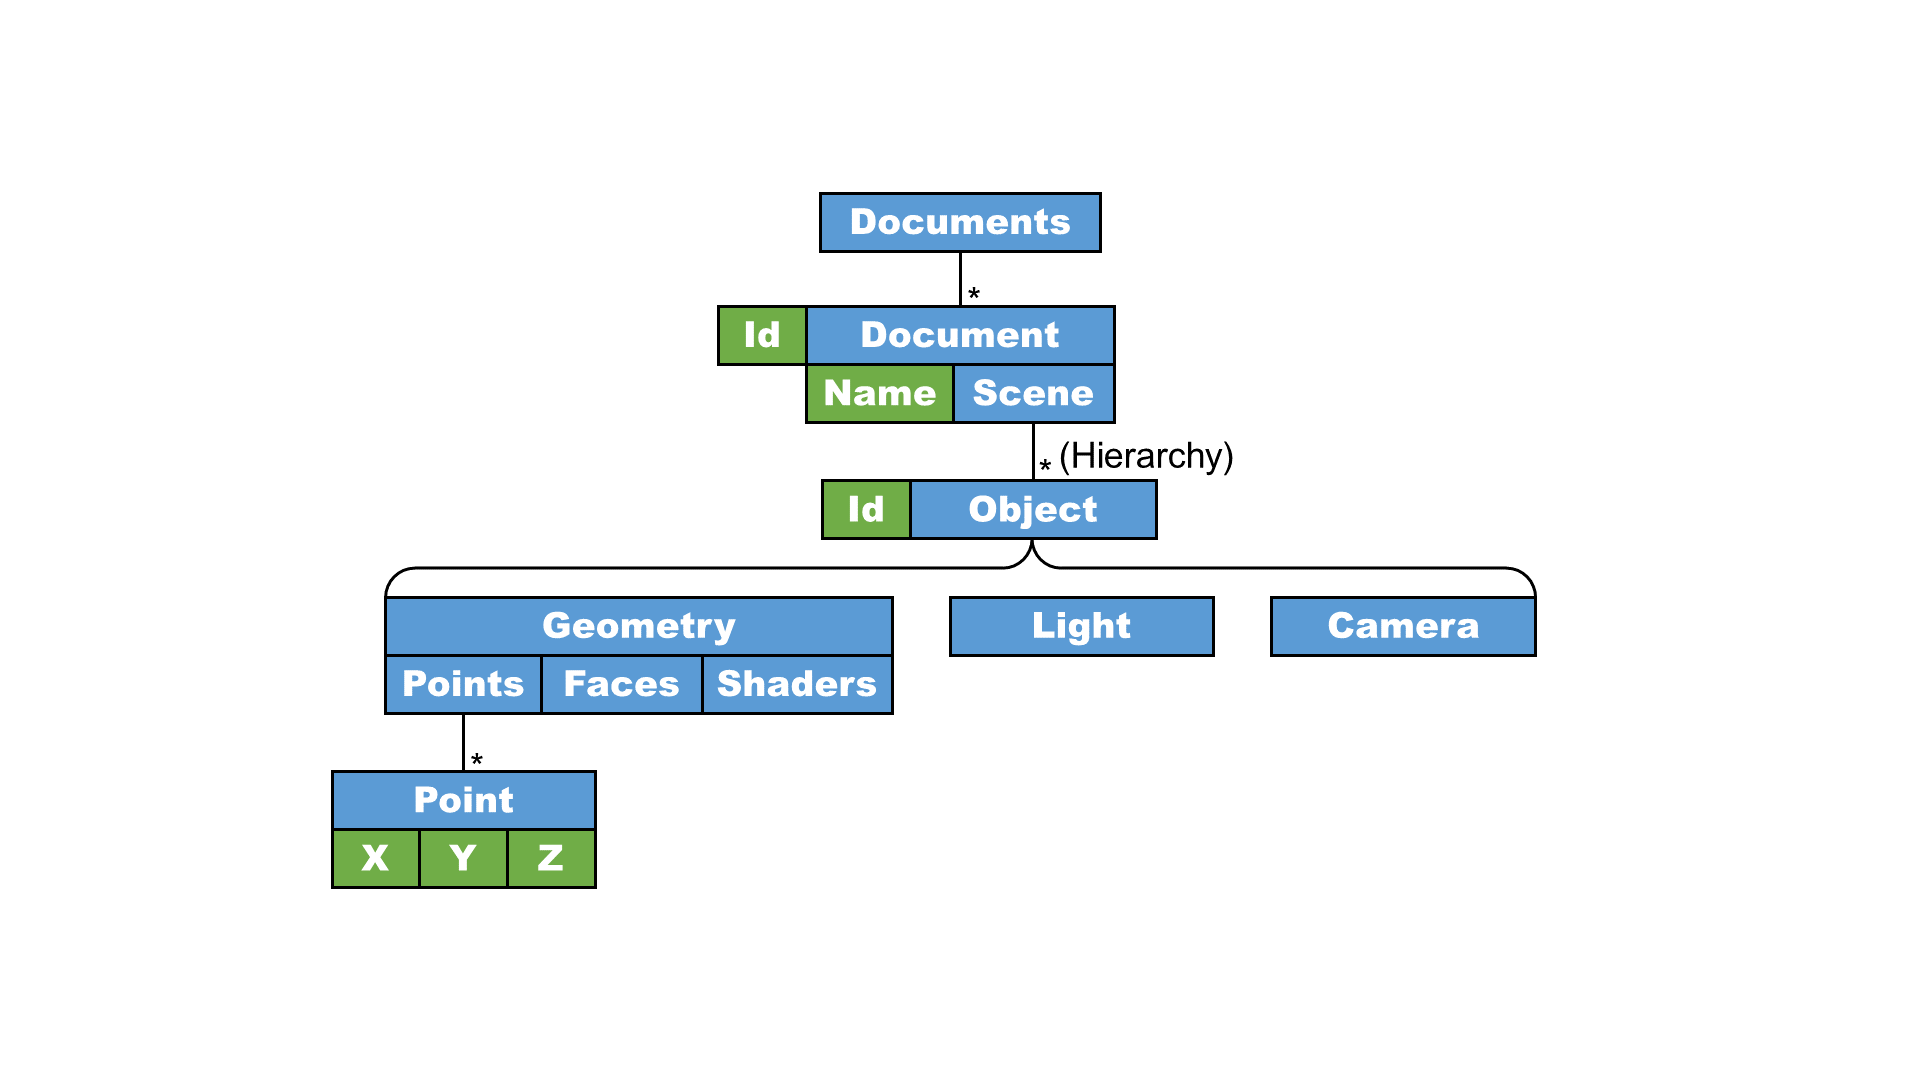 Documents
*
Id Document
Name Scene
* (Hierarchy)
Id Object
Geometry Light Camera
Points Faces Shaders
*
Point
X Y Z